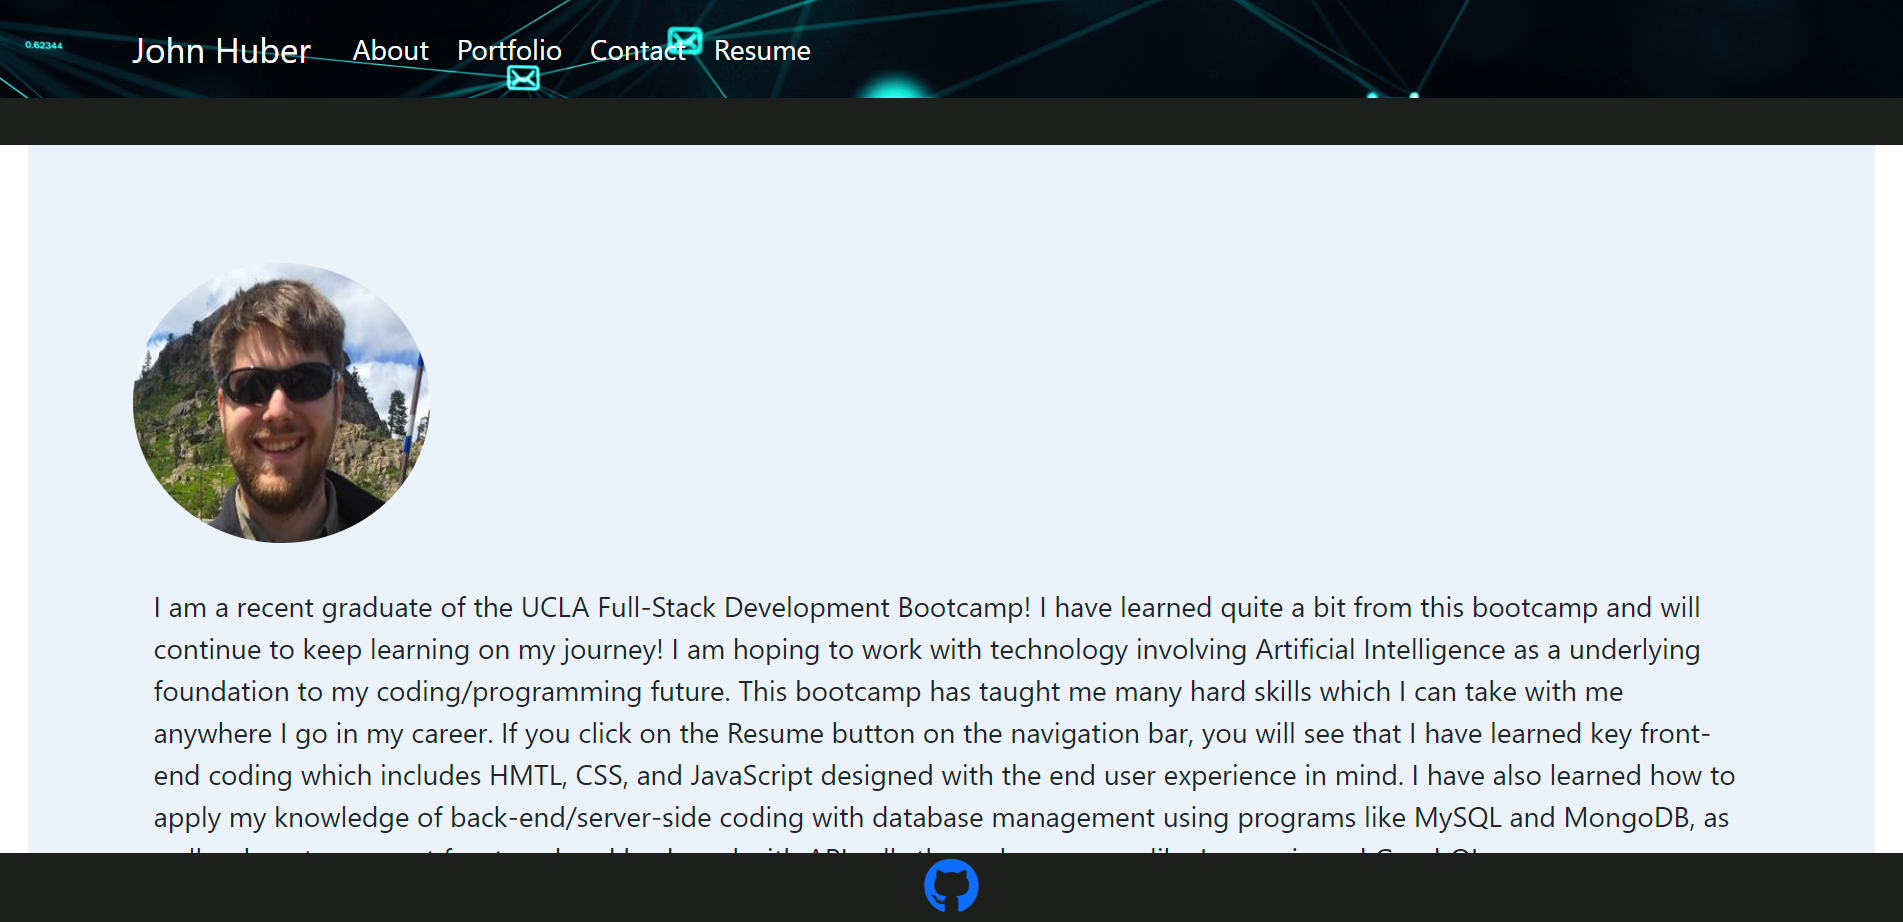 0.62344
John Huber About Portfolio Contact Resume
I am a recent graduate of the UCLA Full-Stack Development Bootcamp! I have learned quite a bit from this bootcamp and will
continue to keep learning on my journey! I am hoping to work with technology involving Artificial Intelligence as a underlying
foundation to my coding/programming future. This bootcamp has taught me many hard skills which I can take with me
anywhere I go in my career. If you click on the Resume button on the navigation bar, you will see that I have learned key front-
end coding which includes HMTL, CSS, and JavaScript designed with the end user experience in mind. I have also learned how to
apply my knowledge of back-end/server-side coding with database management using programs like MySQL and MongoDB, as